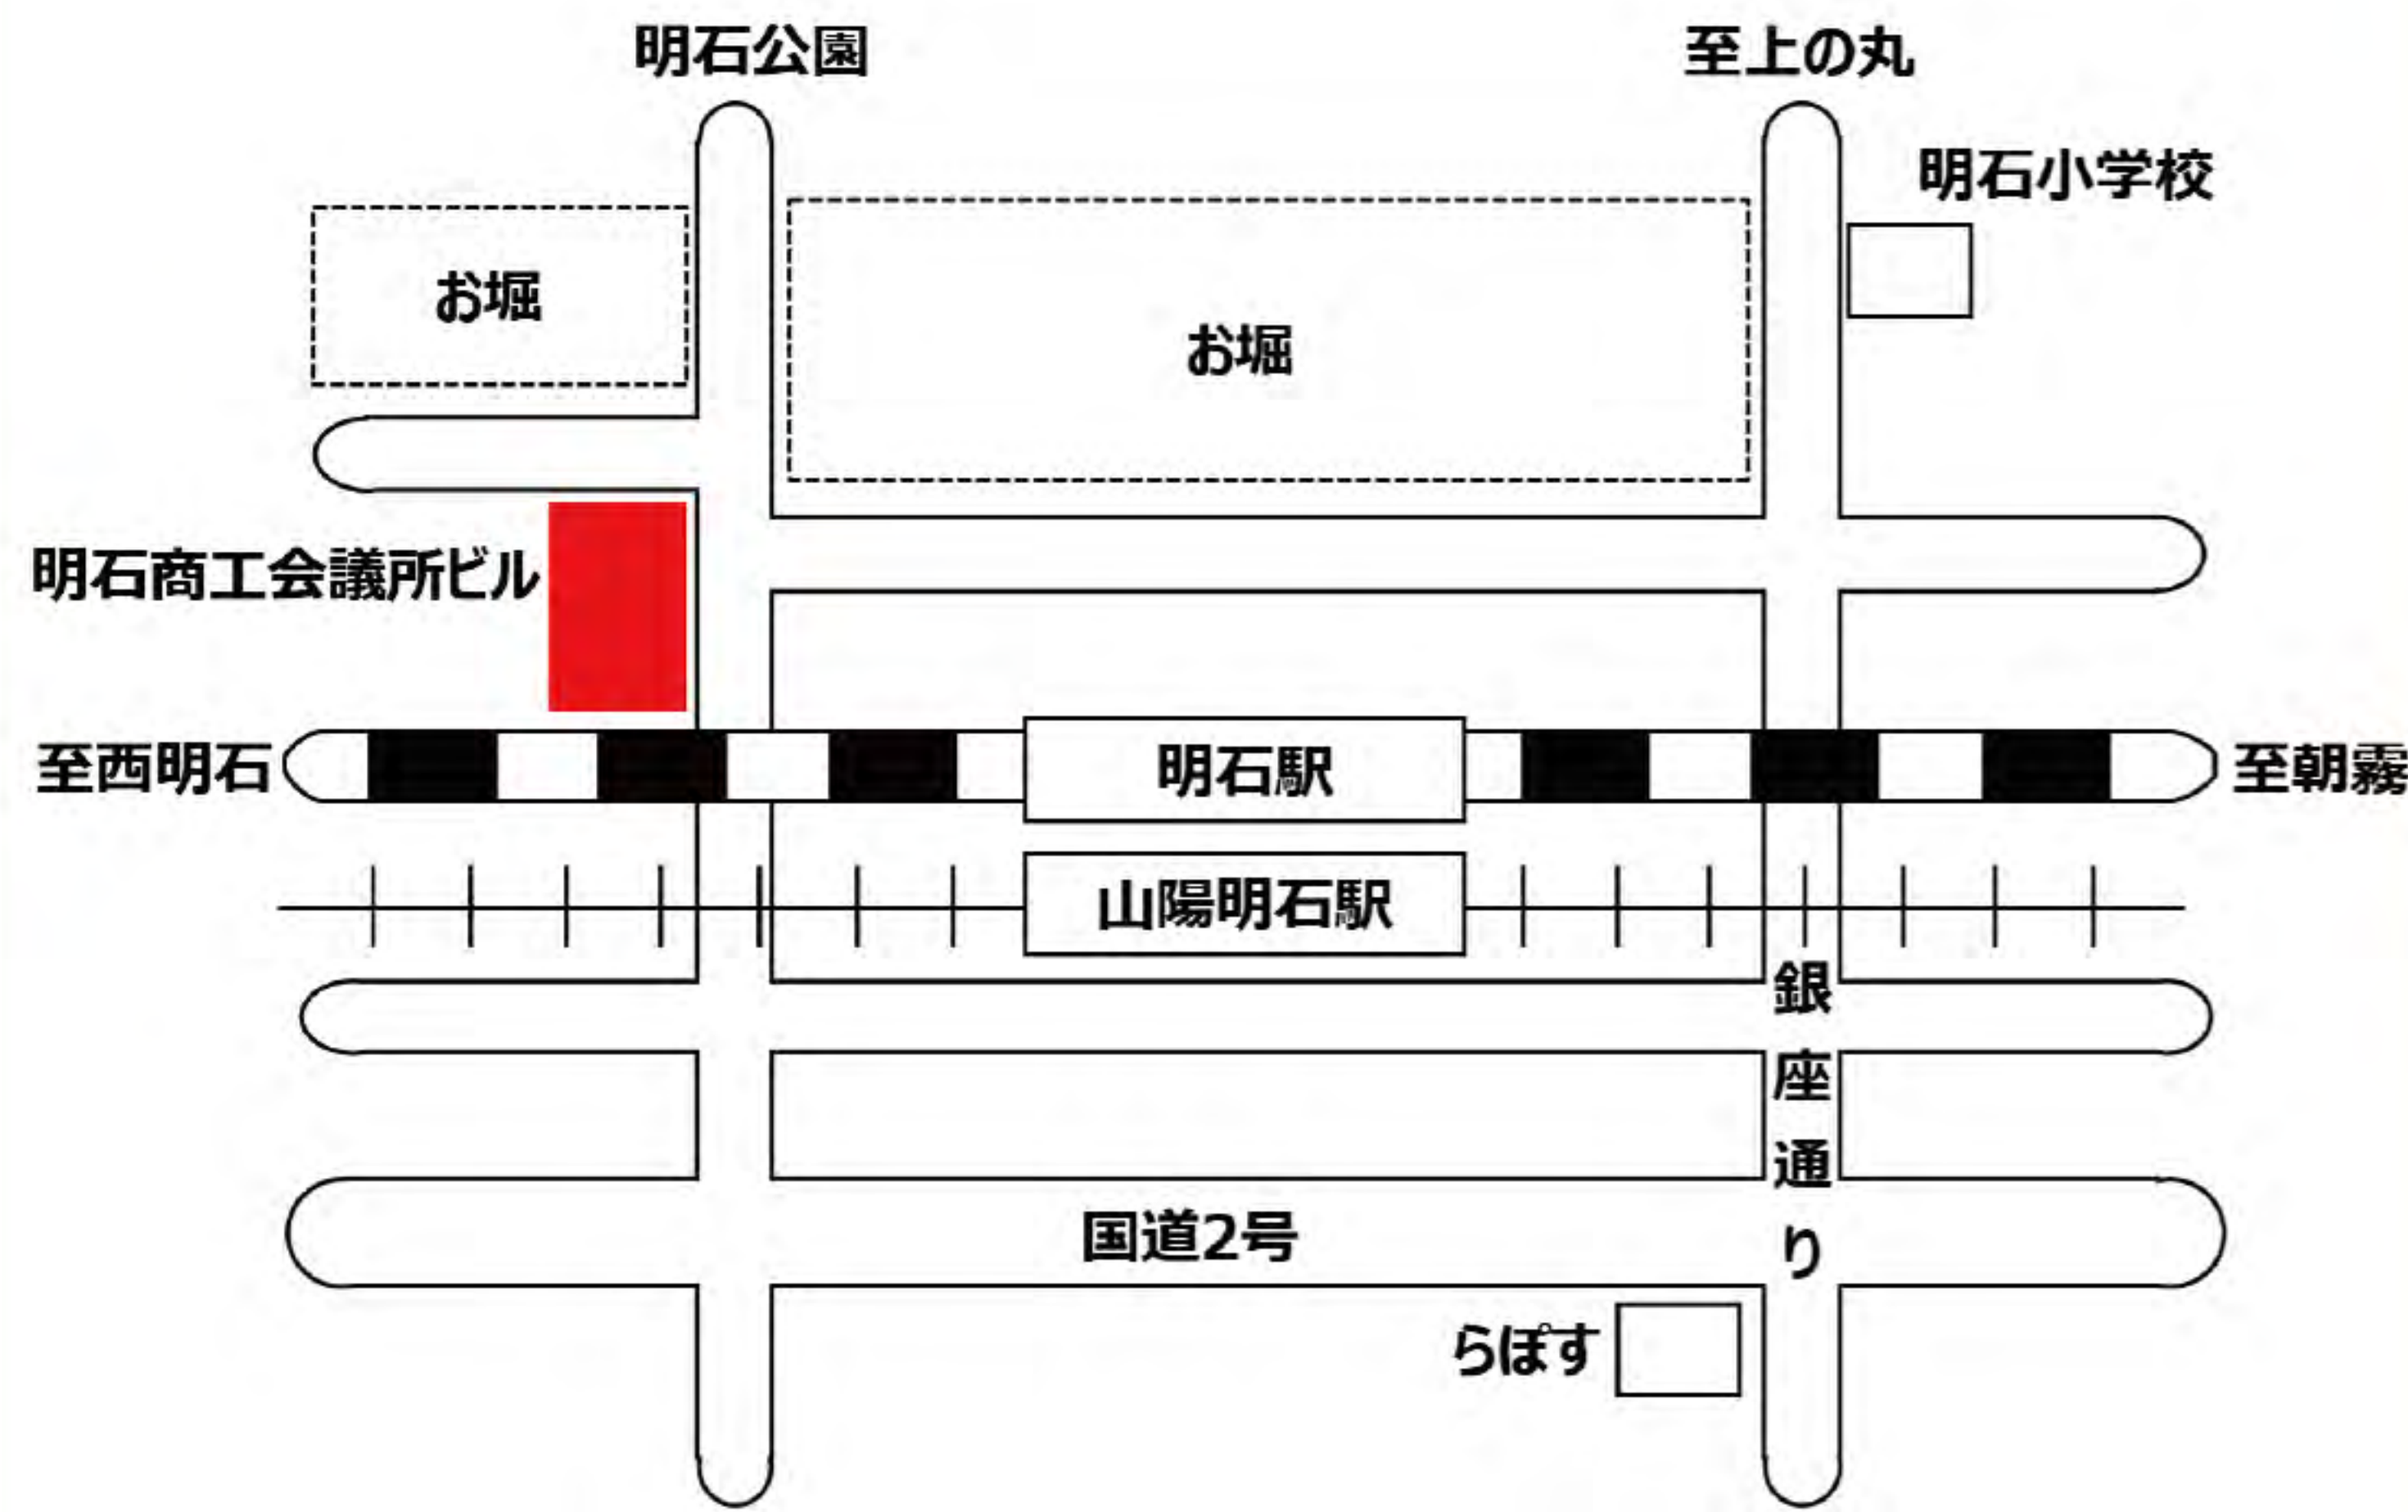 明石公園
至上の丸
明石小学校
お堀
お堀
明石商工会議所ビル
至西明石
明石駅
至朝霧
山陽明石駅
銀座通り
国道2号
らぽす